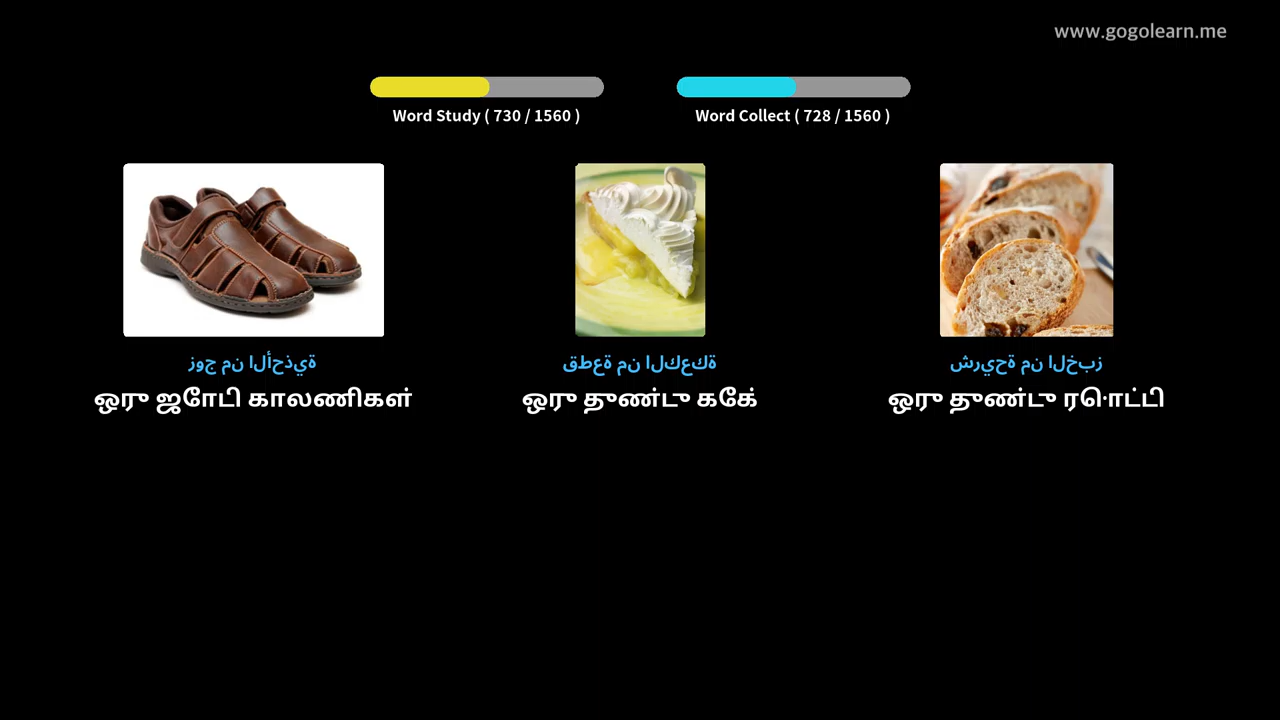 www.gogolearn.me
Word Study ( 730 / 1560 )
Word Collect ( 728 / 1560 )
زوج من الأحذية
ஒரு ஜோடி காலணிகள்
قطعة من الكعكة
ஒரு துண்டு கேக்
شريحة من الخبز
ஒரு துண்டு ரொட்டி